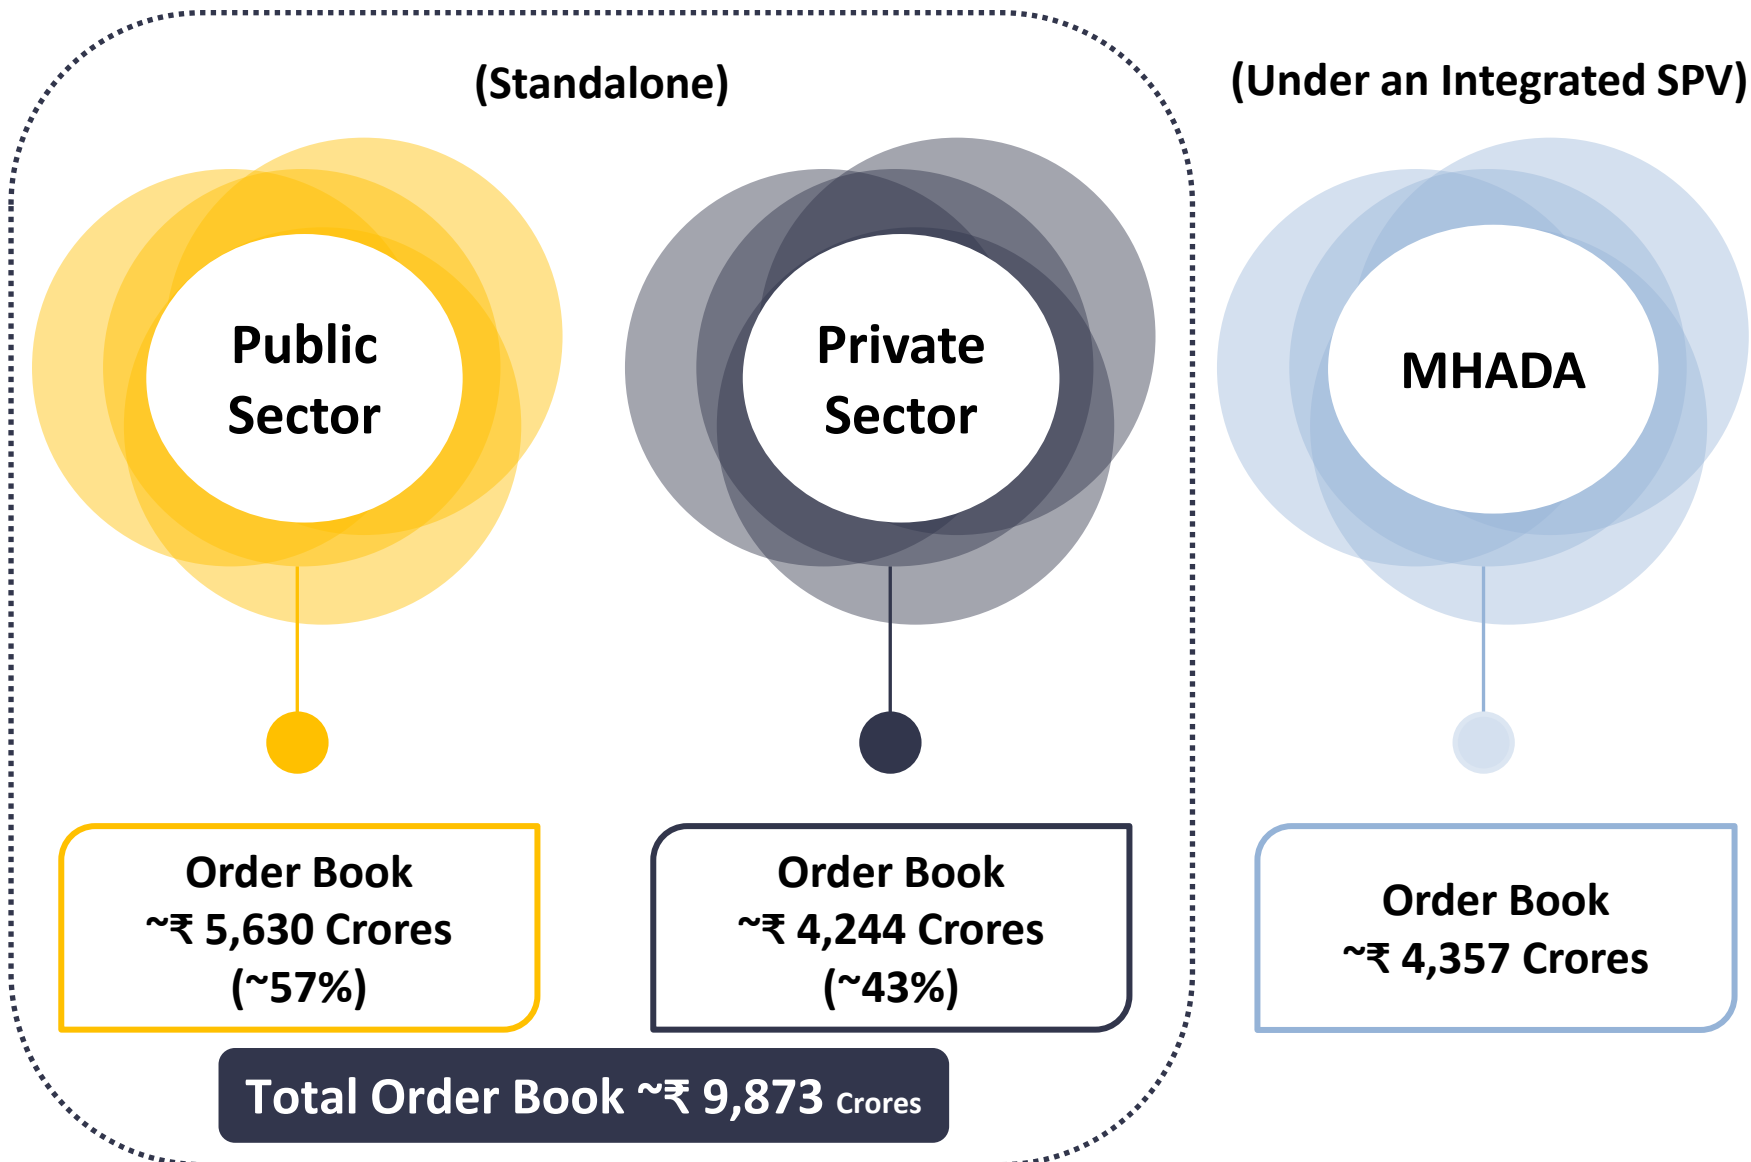 (Standalone)
(Under an Integrated SPV)
Public
Sector
Private
Sector
MHADA
Order Book
~₹ 5,630 Crores
(~57%)
Order Book
~₹ 4,244 Crores
(~43%)
Order Book
~₹ 4,357 Crores
Total Order Book ~₹ 9,873 Crores